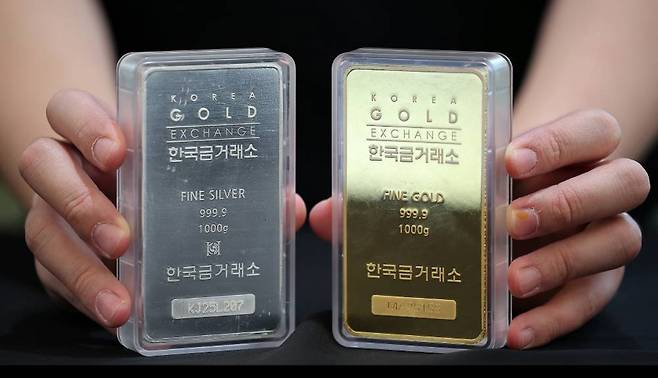 KOREA
GOLD
EXCHANGE
한국금거래소
FINE SILVER
999.9
1000g
한국금거래소
KJ25L207
KOREA
GOLD
EXCHANGE
한국금거래소
FINE GOLD
999.9
1000g
한국금거래소